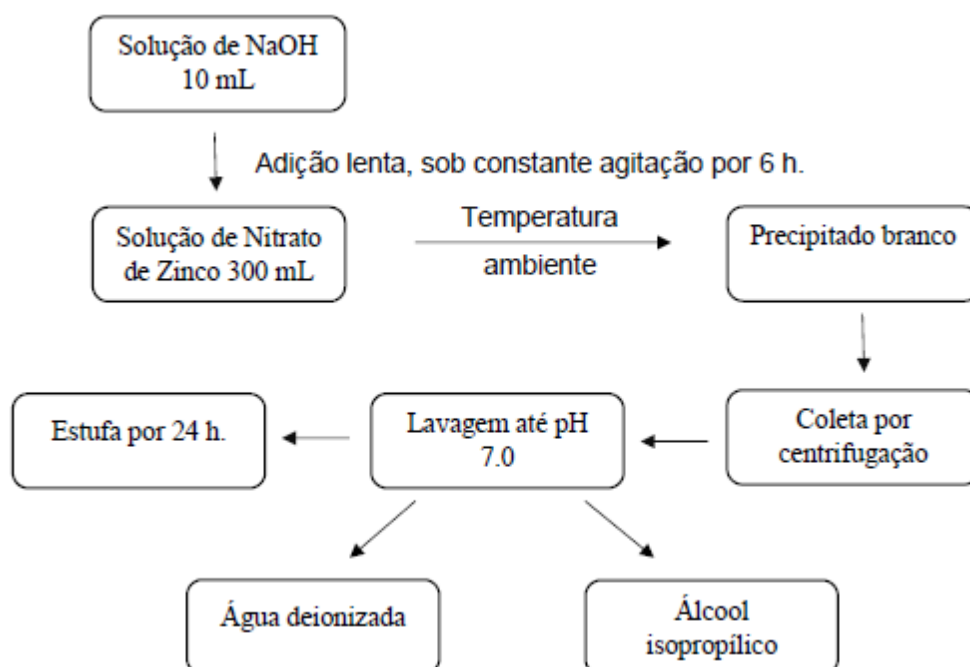 Solução de NaOH
10 mL
Adição lenta, sob constante agitação por 6 h.
Solução de Nitrato
de Zinco 300 mL
Temperatura
ambiente
Precipitado branco
Estufa por 24 h.
Lavagem até pH
7.0
Coleta por
centrifugação
Água deionizada
Álcool
isopropílico